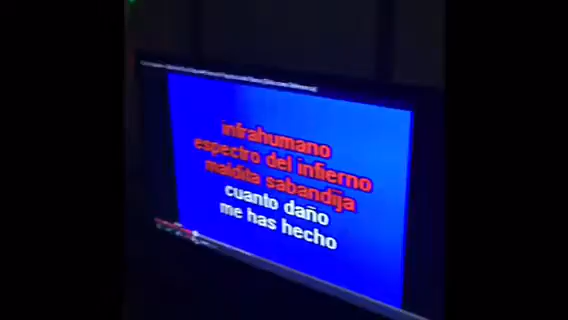 infrahumano
espectro del infierno
maldita sabandija
cuanto daño
me has hecho